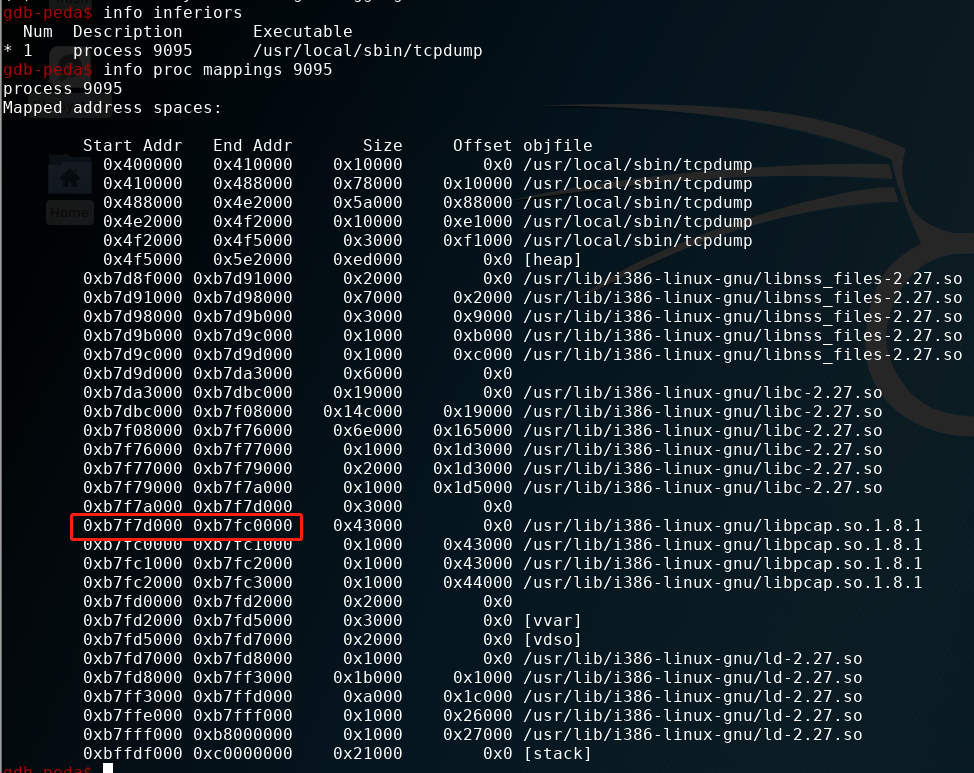 gdb-peda$ info inferiors
  Num  Description       Executable
* 1    process 9095      /usr/local/sbin/tcpdump
gdb-peda$ info proc mappings 9095
process 9095
Mapped address spaces:
        Start Addr   End Addr       Size     Offset objfile
          0x400000   0x410000    0x10000        0x0 /usr/local/sbin/tcpdump
          0x410000   0x488000    0x78000    0x10000 /usr/local/sbin/tcpdump
          0x488000   0x4e2000    0x5a000    0x88000 /usr/local/sbin/tcpdump
          0x4e2000   0x4f2000    0x10000    0xe1000 /usr/local/sbin/tcpdump
          0x4f2000   0x4f5000     0x3000    0xf1000 /usr/local/sbin/tcpdump
          0x4f5000   0x5e2000    0xed000        0x0 [heap]
        0xb7d8f000 0xb7d91000     0x2000        0x0 /usr/lib/i386-linux-gnu/libnss_files-2.27.so
        0xb7d91000 0xb7d98000     0x7000     0x2000 /usr/lib/i386-linux-gnu/libnss_files-2.27.so
        0xb7d98000 0xb7d9b000     0x3000     0x9000 /usr/lib/i386-linux-gnu/libnss_files-2.27.so
        0xb7d9b000 0xb7d9c000     0x1000     0xb000 /usr/lib/i386-linux-gnu/libnss_files-2.27.so
        0xb7d9c000 0xb7d9d000     0x1000     0xc000 /usr/lib/i386-linux-gnu/libnss_files-2.27.so
        0xb7d9d000 0xb7da3000     0x6000        0x0
        0xb7da3000 0xb7dbc000    0x19000        0x0 /usr/lib/i386-linux-gnu/libc-2.27.so
        0xb7dbc000 0xb7f08000   0x14c000    0x19000 /usr/lib/i386-linux-gnu/libc-2.27.so
        0xb7f08000 0xb7f76000    0x6e000   0x165000 /usr/lib/i386-linux-gnu/libc-2.27.so
        0xb7f76000 0xb7f77000     0x1000   0x1d3000 /usr/lib/i386-linux-gnu/libc-2.27.so
        0xb7f77000 0xb7f79000     0x2000   0x1d3000 /usr/lib/i386-linux-gnu/libc-2.27.so
        0xb7f79000 0xb7f7a000     0x1000   0x1d5000 /usr/lib/i386-linux-gnu/libc-2.27.so
        0xb7f7a000 0xb7f7d000     0x3000        0x0
        0xb7f7d000 0xb7fc0000    0x43000        0x0 /usr/lib/i386-linux-gnu/libpcap.so.1.8.1
        0xb7fc0000 0xb7fc1000     0x1000    0x43000 /usr/lib/i386-linux-gnu/libpcap.so.1.8.1
        0xb7fc1000 0xb7fc2000     0x1000    0x43000 /usr/lib/i386-linux-gnu/libpcap.so.1.8.1
        0xb7fc2000 0xb7fc3000     0x1000    0x44000 /usr/lib/i386-linux-gnu/libpcap.so.1.8.1
        0xb7fd0000 0xb7fd2000     0x2000        0x0
        0xb7fd2000 0xb7fd5000     0x3000        0x0 [vvar]
        0xb7fd5000 0xb7fd7000     0x2000        0x0 [vdso]
        0xb7fd7000 0xb7fd8000     0x1000        0x0 /usr/lib/i386-linux-gnu/ld-2.27.so
        0xb7fd8000 0xb7ff3000    0x1b000     0x1000 /usr/lib/i386-linux-gnu/ld-2.27.so
        0xb7ff3000 0xb7ffd000     0xa000    0x1c000 /usr/lib/i386-linux-gnu/ld-2.27.so
        0xb7ffe000 0xb7fff000     0x1000    0x26000 /usr/lib/i386-linux-gnu/ld-2.27.so
        0xb7fff000 0xb8000000     0x1000    0x27000 /usr/lib/i386-linux-gnu/ld-2.27.so
        0xbffdf000 0xc0000000    0x21000        0x0 [stack]
gdb-peda$
Home